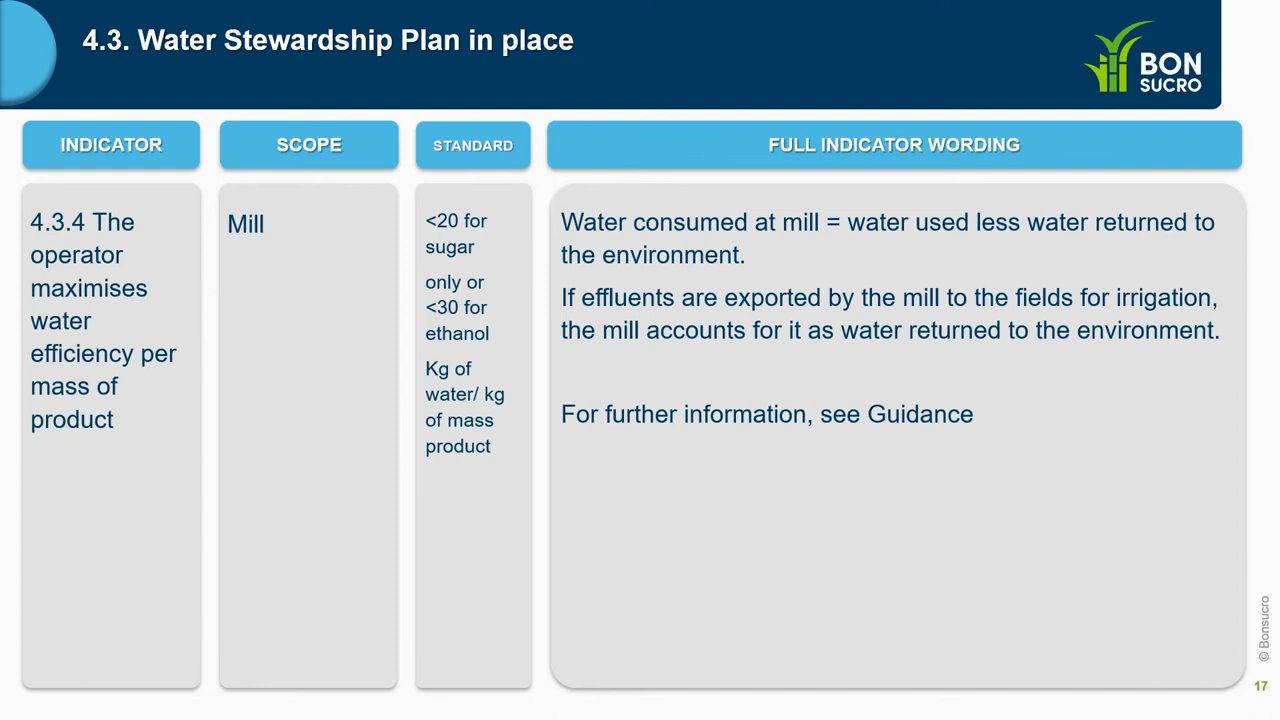 4.3. Water Stewardship Plan in place
BON
SUCRO
INDICATOR
SCOPE
STANDARD
FULL INDICATOR WORDING
4.3.4 The
operator
maximises
water
efficiency per
mass of
product
Mill
<20 for
sugar
only or
<30 for
ethanol
Kg of
water/ kg
of mass
product
Water consumed at mill = water used less water returned to
the environment.
If effluents are exported by the mill to the fields for irrigation,
the mill accounts for it as water returned to the environment.
For further information, see Guidance
© Bonsucro
17